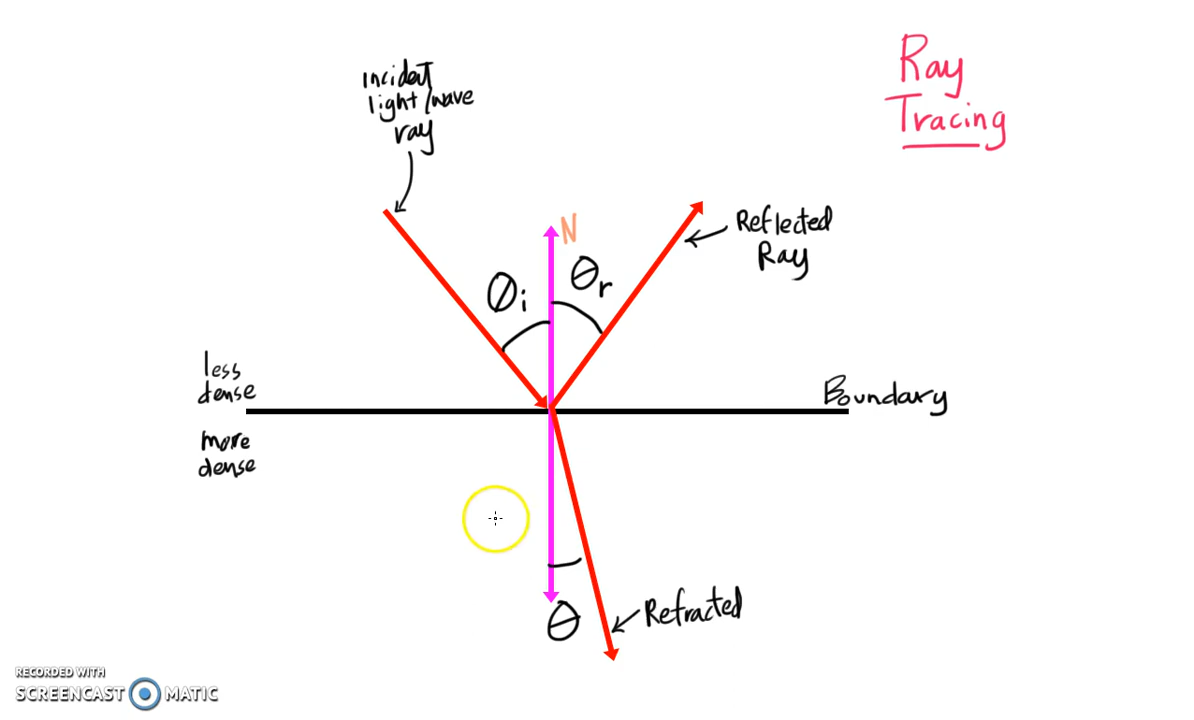 Ray
Tracing
incident
light/wave
ray
N
Reflected
Ray
θi
θr
less
dense
Boundary
more
dense
θ
Refracted
RECORDED WITH
SCREENCAST MATIC